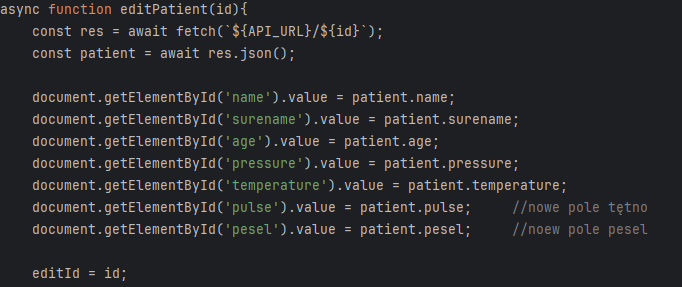 async function editPatient(id){
    const res = await fetch(`${API_URL}/${id}`);
    const patient = await res.json();

    document.getElementById('name').value = patient.name;
    document.getElementById('surename').value = patient.surename;
    document.getElementById('age').value = patient.age;
    document.getElementById('pressure').value = patient.pressure;
    document.getElementById('temperature').value = patient.temperature;
    document.getElementById('pulse').value = patient.pulse;     //nowe pole tętno
    document.getElementById('pesel').value = patient.pesel;     //noew pole pesel

    editId = id;